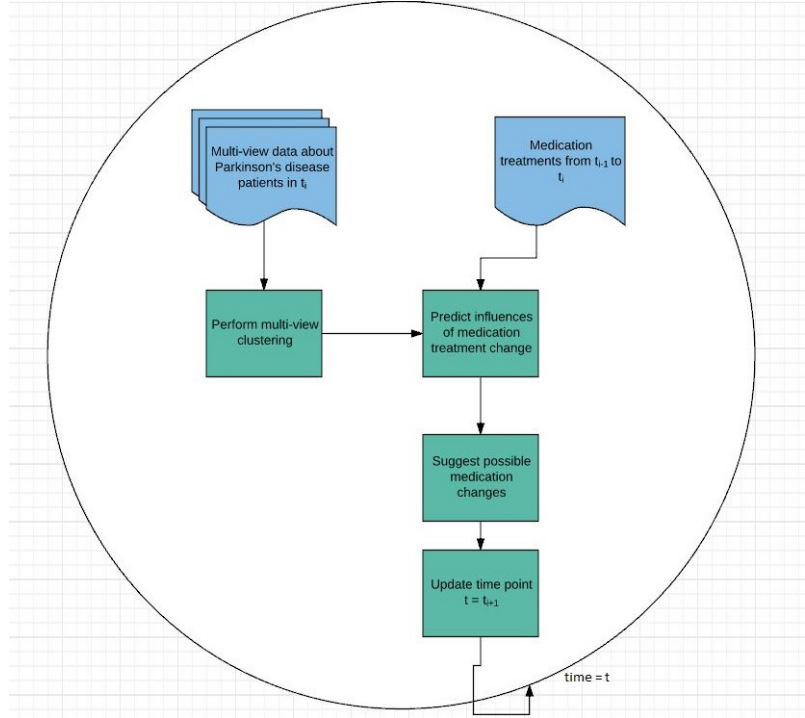 Multi-view data about
Parkinson's disease
patients in tᵢ
Medication
treatments from tᵢ₋₁ to
tᵢ
Perform multi-view
clustering
Predict influences
of medication
treatment change
Suggest possible
medication
changes
Update time point
t = tᵢ₊₁
time = t